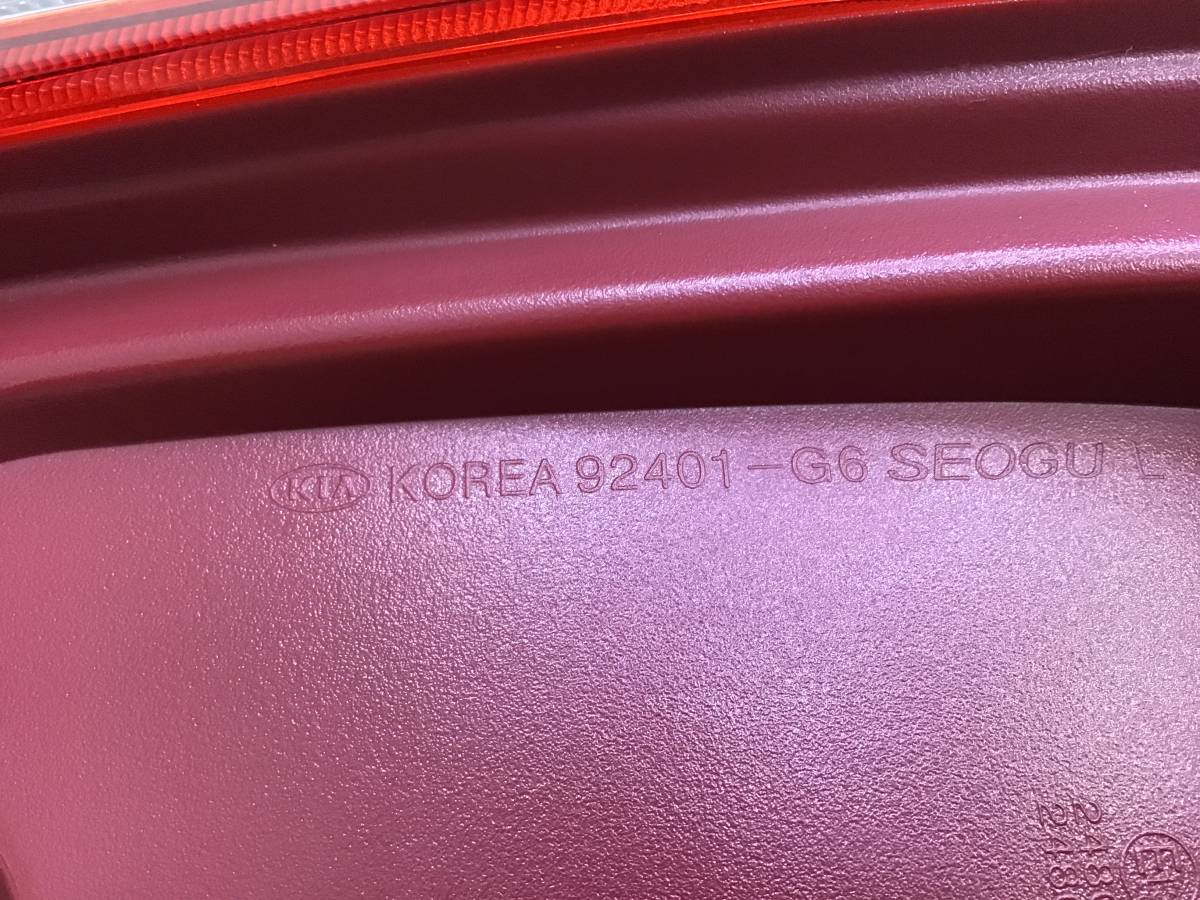 KIA KOREA 92401-G6 SEOGU L